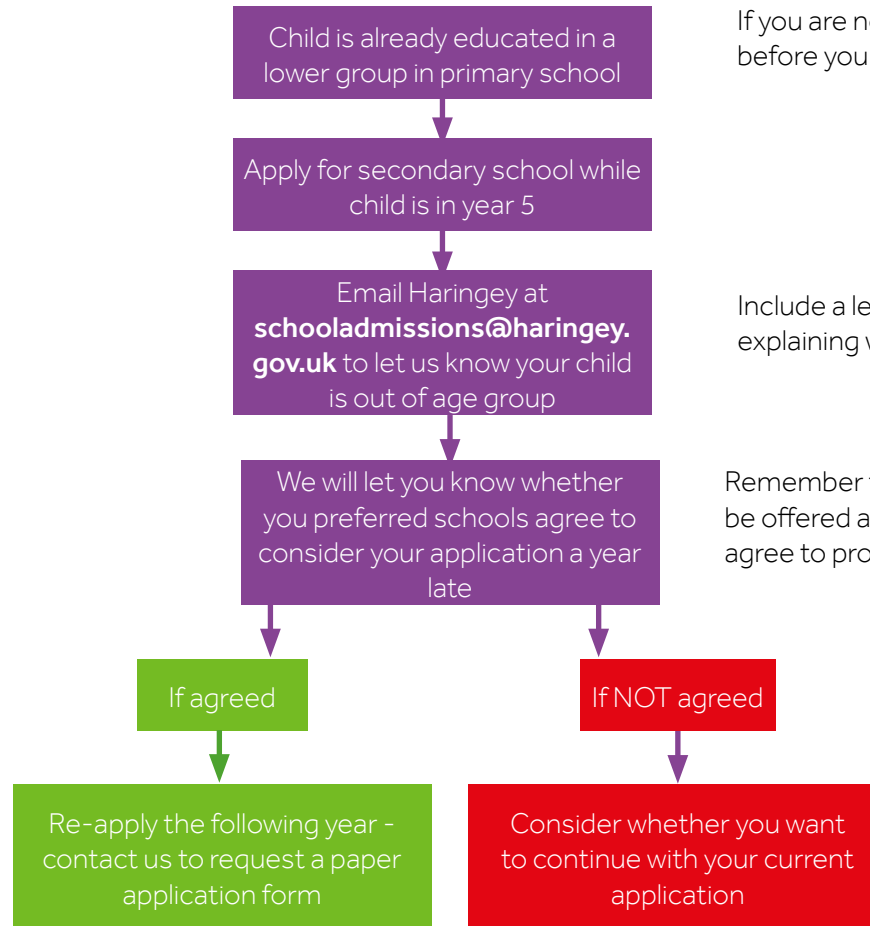 Child is already educated in a
lower group in primary school
If you are
before you
Apply for secondary school while
child is in year 5
Email Haringey at
schooladmissions@haringey.
gov.uk to let us know your child
is out of age group
Include a
explaining
We will let you know whether
you preferred schools agree to
consider your application a year
late
Remember
be offered
agree to
If agreed
If NOT agreed
Re-apply the following year -
contact us to request a paper
application form
Consider whether you want
to continue with your current
application